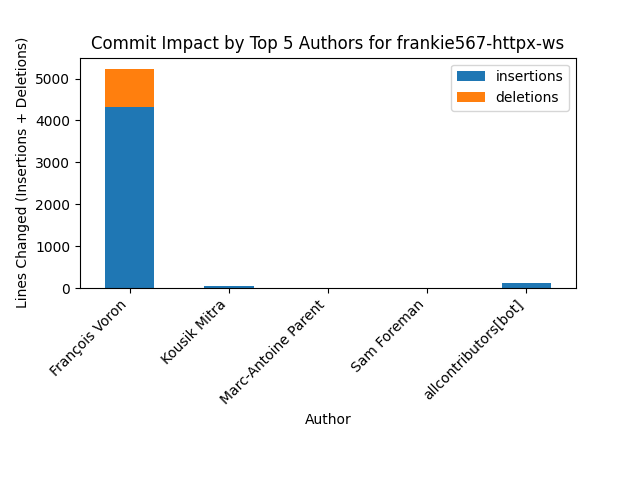 Commit Impact by Top 5 Authors for frankie567-httpx-ws
Lines Changed (Insertions + Deletions)
5000
4000
3000
2000
1000
0
insertions
deletions
François Voron
Kousik Mitra
Marc-Antoine Parent
Sam Foreman
allcontributors[bot]
Author